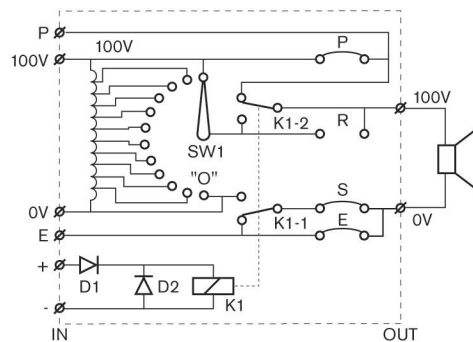 P
100V
100V
P
100V
K1-2
R
SW1
"O"
S
0V
K1-1
E
0V
E
+
D1
D2
K1
-
IN
OUT